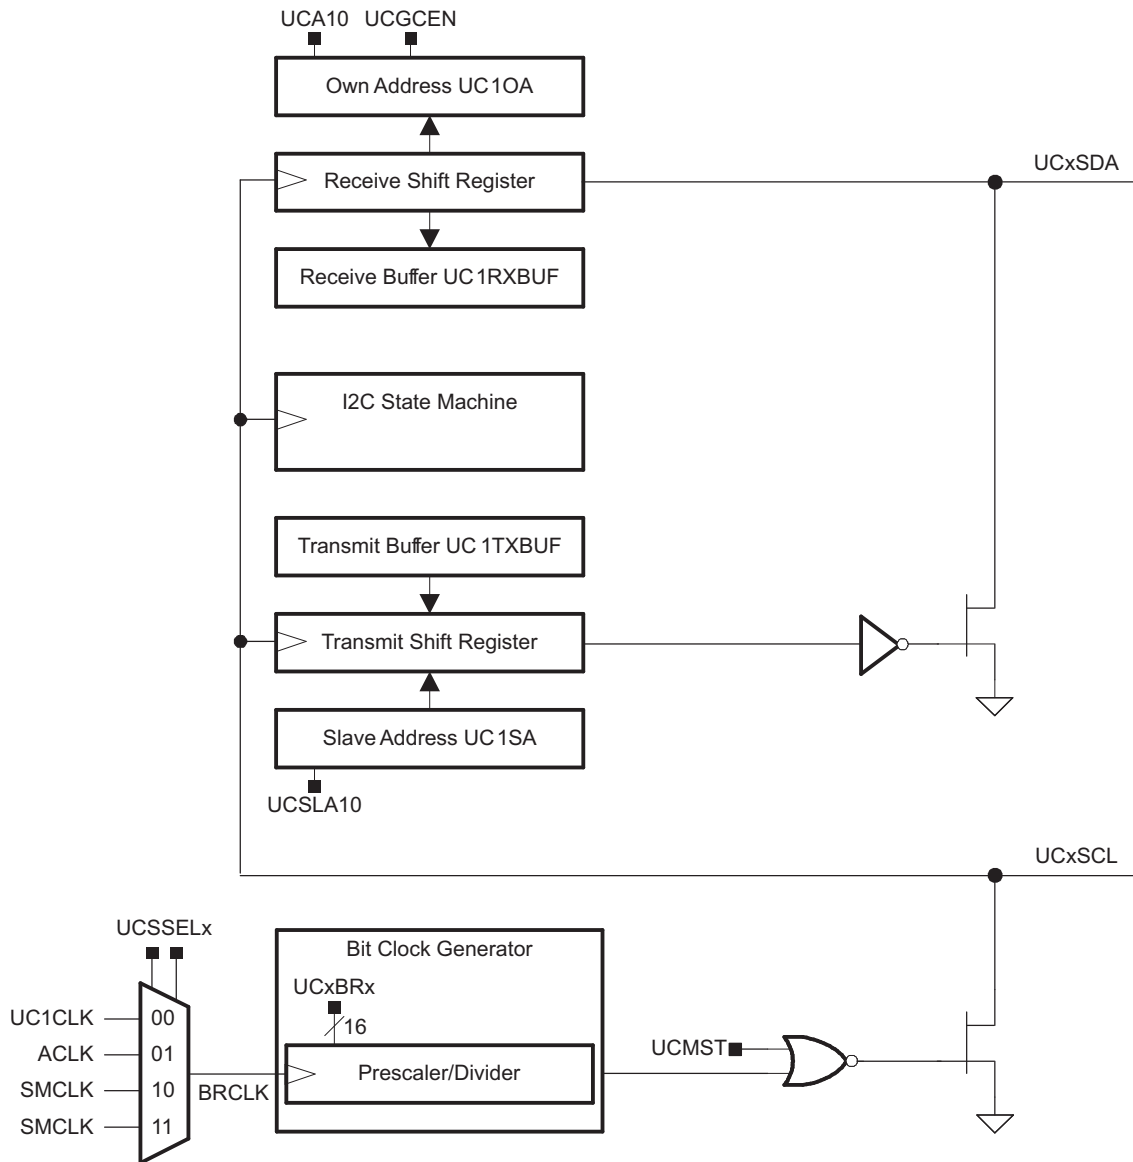 UCA10 UCGCEN
Own Address UC1OA
Receive Shift Register
UCxSDA
Receive Buffer UC1RXBUF
I2C State Machine
Transmit Buffer UC1TXBUF
Transmit Shift Register
Slave Address UC1SA
UCSLA10
UCxSCL
UCSSELx
Bit Clock Generator
UCxBRx
16
UC1CLK 00
ACLK 01
SMCLK 10
SMCLK 11
BRCLK
Prescaler/Divider
UCMST